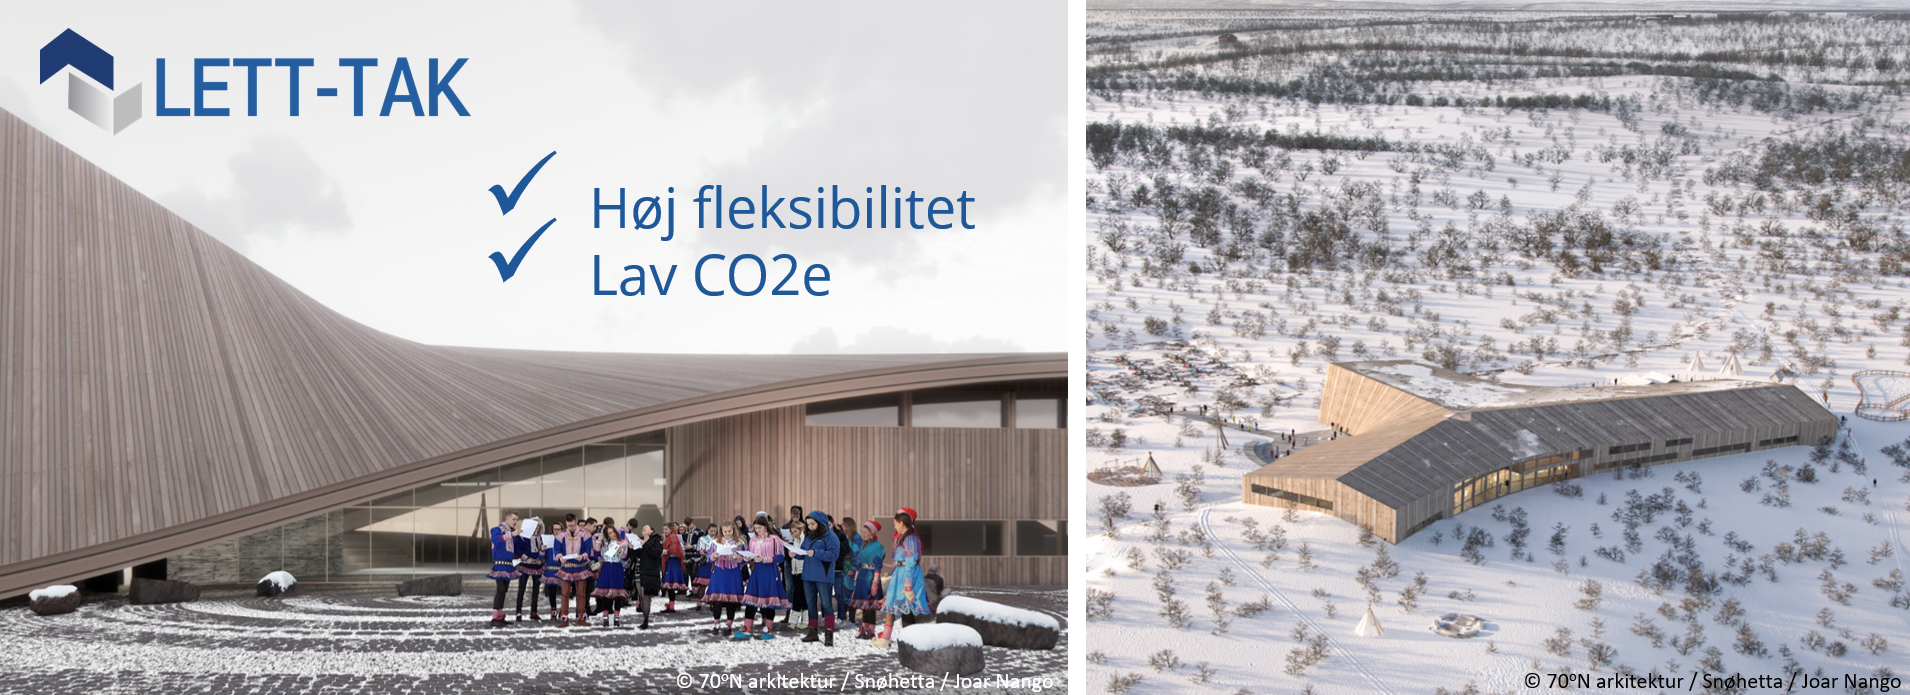 LETT-TAK
Høj fleksibilitet
Lav CO2e
© 70°N arkitektur / Snøhetta / Joar Nango
© 70°N arkitektur / Snøhetta / Joar Nango